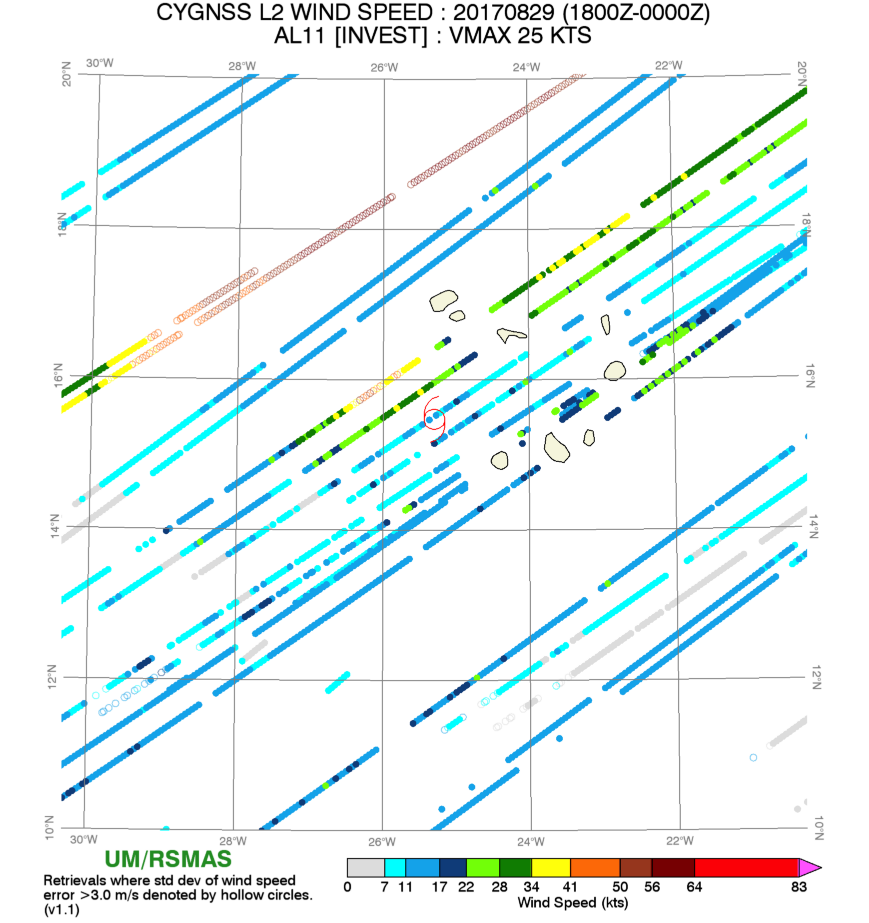 CYGNSS L2 WIND SPEED : 20170829 (1800Z-0000Z)
AL11 [INVEST] : VMAX 25 KTS
30°W 28°W 26°W 24°W 22°W
20°N 20°N
18°N 18°N
16°N 16°N
14°N 14°N
12°N 12°N
10°N 10°N
30°W 28°W 26°W 24°W 22°W
UM/RSMAS
Retrievals where std dev of wind speed
error >3.0 m/s denoted by hollow circles.
(v1.1)
0 7 11 17 22 28 34 41 50 56 64 83
Wind Speed (kts)